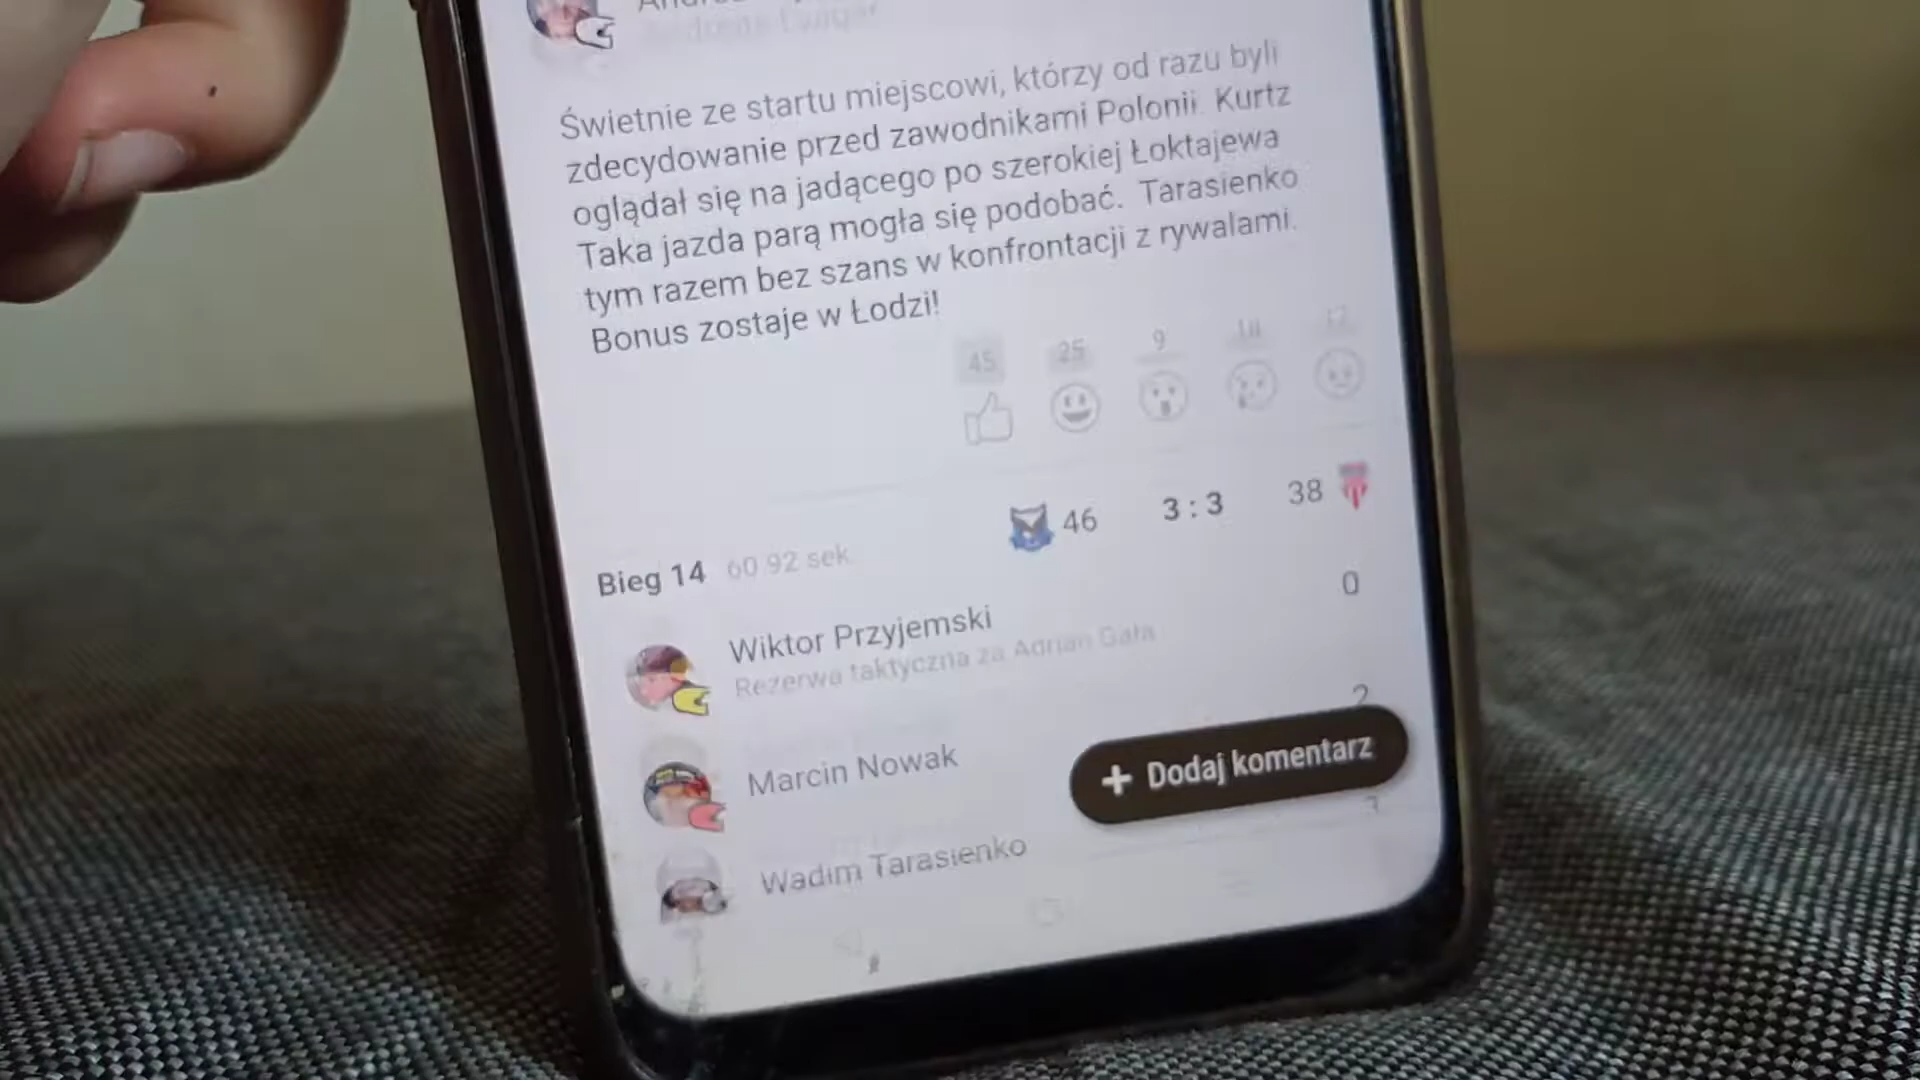 Świetnie ze startu miejscowi, którzy od razu byli
zdecydowanie przed zawodnikami Polonii. Kurtz
oglądał się na jadącego po szerokiej Łoktajewa
Taka jazda parą mogła się podobać. Tarasienko
tym razem bez szans w konfrontacji z rywalami.
Bonus zostaje w Łodzi!
45 25 9 18 12
46 3 : 3 38
Bieg 14 60.92 sek.
0
Wiktor Przyjemski
Rezerwa taktyczna za Adrian Gała
2
Marcin Nowak
+ Dodaj komentarz
Wadim Tarasienko